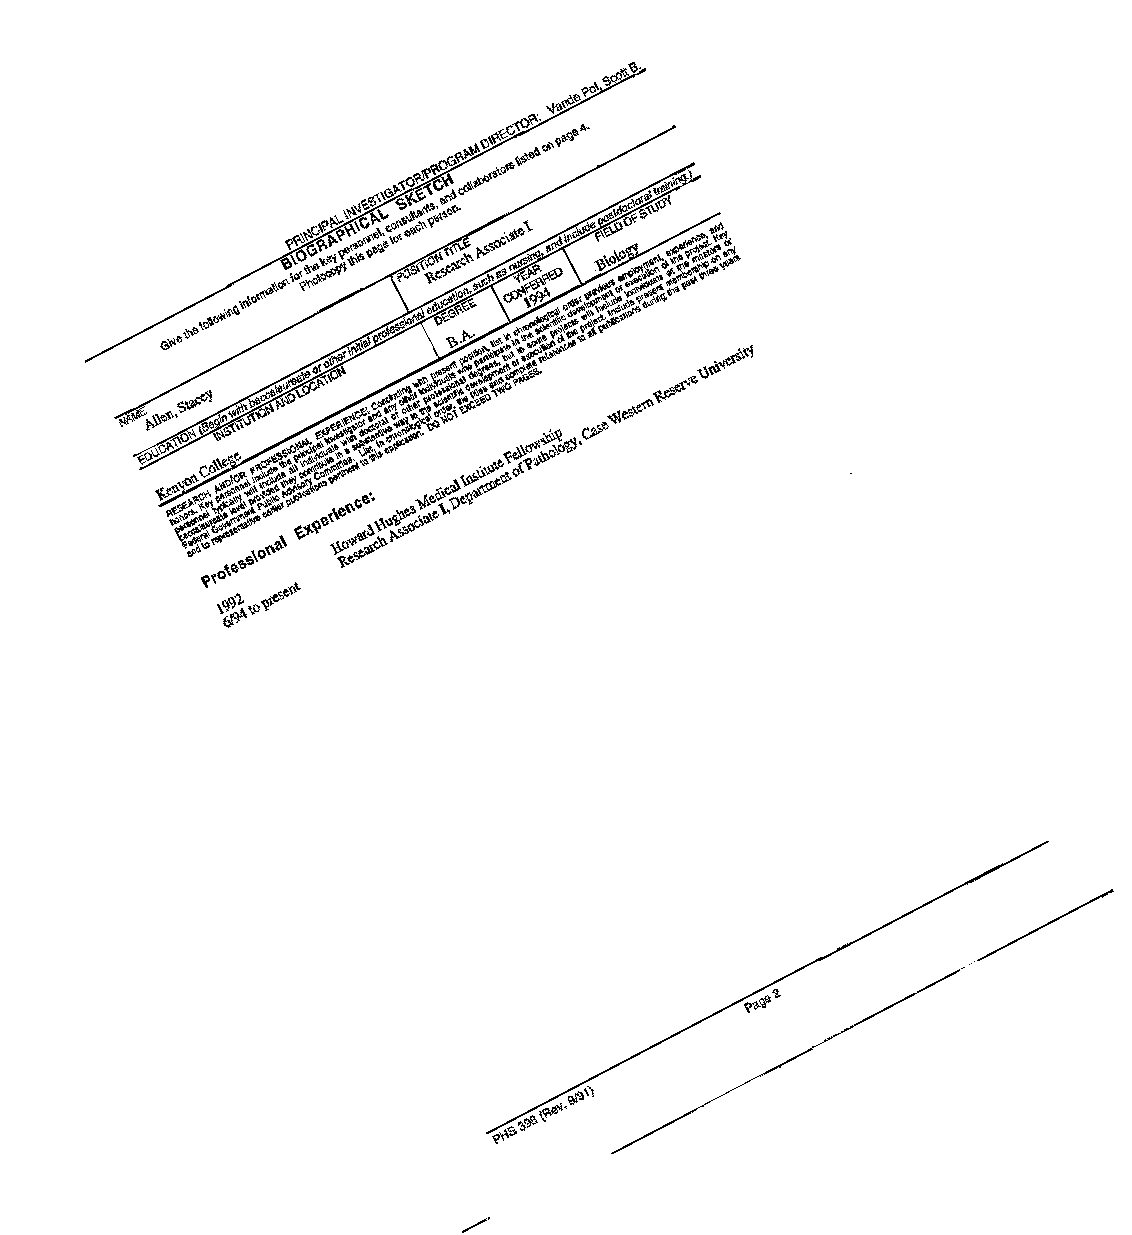 PRINCIPAL INVESTIGATOR/PROGRAM DIRECTOR: Vande Pol, Scott B.
BIOGRAPHICAL SKETCH
Give the following information for the key personnel, consultants, and collaborators listed on page 4.
Photocopy this page for each person.
NAME
Allen, Stacey
POSITION TITLE
Research Associate I
EDUCATION (Begin with baccalaureate or other initial professional education, such as nursing, and include postdoctoral training.)
INSTITUTION AND LOCATION
DEGREE
YEAR
CONFERRED
FIELD OF STUDY
Kenyon College
B.A.
1994
Biology
RESEARCH AND/OR PROFESSIONAL EXPERIENCE: Concluding with present position, list in chronological order previous employment, experience, and
honors. Key personnel include the principal investigator and any other individuals who participate in the scientific development or execution of the project. Key
personnel typically will include all individuals with doctoral or other professional degrees, but in some projects will include individuals at the masters or
baccalaureate level provided they contribute in a substantive way to the scientific development or execution of the project. Include present membership on any
Federal Government Public Advisory Committee. List, in chronological order, the titles and complete references to all publications during the past three years
and to representative earlier publications pertinent to this application. DO NOT EXCEED TWO PAGES.
Professional Experience:
1992 Howard Hughes Medical Institute Fellowship
6/94 to present Research Associate I, Department of Pathology, Case Western Reserve University
PHS 398 (Rev. 9/91)
Page 2